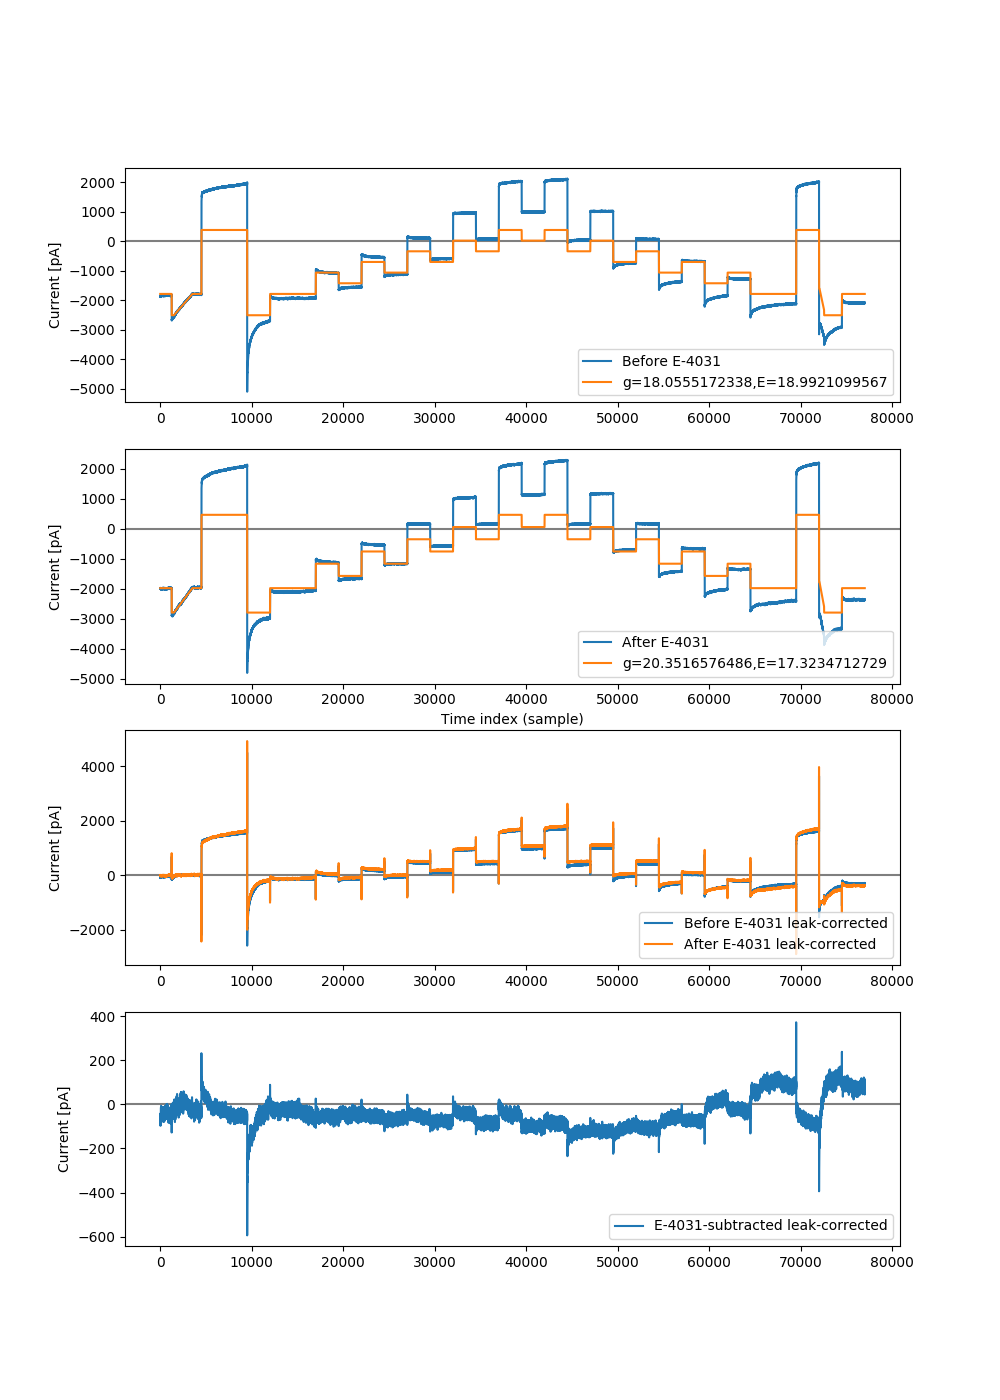 2000
1000
0
−1000
−2000
−3000
−4000
−5000
Current [pA]
Before E-4031
g=18.0555172338,E=18.9921099567
0 10000 20000 30000 40000 50000 60000 70000 80000
2000
1000
0
−1000
−2000
−3000
−4000
−5000
Current [pA]
After E-4031
g=20.3516576486,E=17.3234712729
0 10000 20000 30000 40000 50000 60000 70000 80000
Time index (sample)
4000
2000
0
−2000
Current [pA]
Before E-4031 leak-corrected
After E-4031 leak-corrected
0 10000 20000 30000 40000 50000 60000 70000 80000
400
200
0
−200
−400
−600
Current [pA]
E-4031-subtracted leak-corrected
0 10000 20000 30000 40000 50000 60000 70000 80000